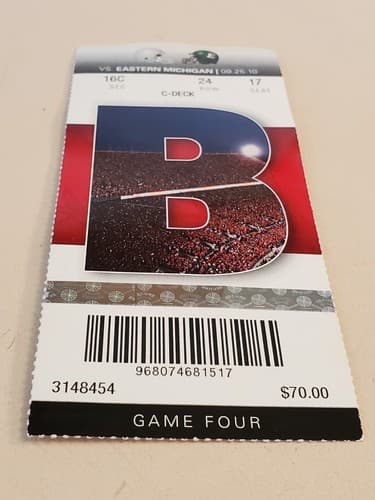 VS. EASTERN MICHIGAN | 09.25.10
16C 24 17
SEC ROW SEAT
C-DECK
B
968074681517
3148454 $70.00
GAME FOUR